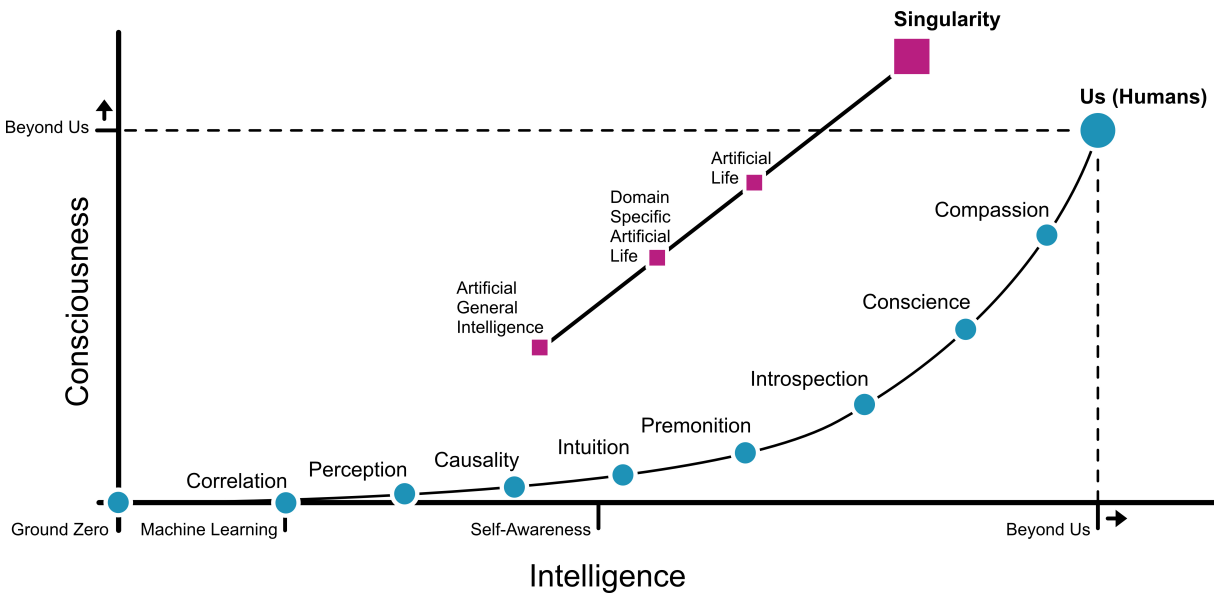 Singularity
Us (Humans)
Beyond Us
Artificial
Life
Domain
Specific
Artificial
Life
Compassion
Consciousness
Artificial
General
Intelligence
Conscience
Introspection
Premonition
Intuition
Causality
Perception
Correlation
Ground Zero
Machine Learning
Self-Awareness
Beyond Us
Intelligence